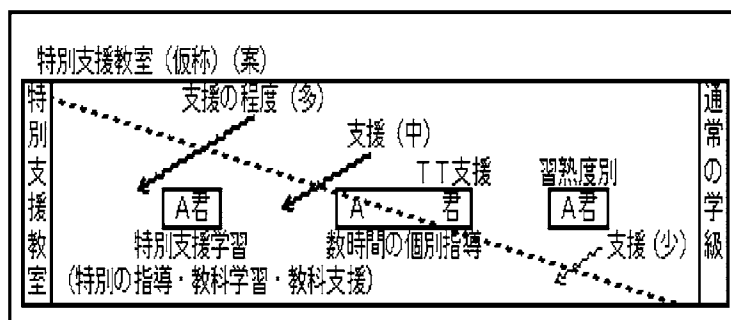 特別支援教室(仮称)(案)
特別支援教室
支援の程度(多)
支援(中)
TT支援
習熟度別
A君
A 君
A君
特別支援学習
数時間の個別指導
支援(少)
(特別の指導・教科学習・教科支援)
通常の学級